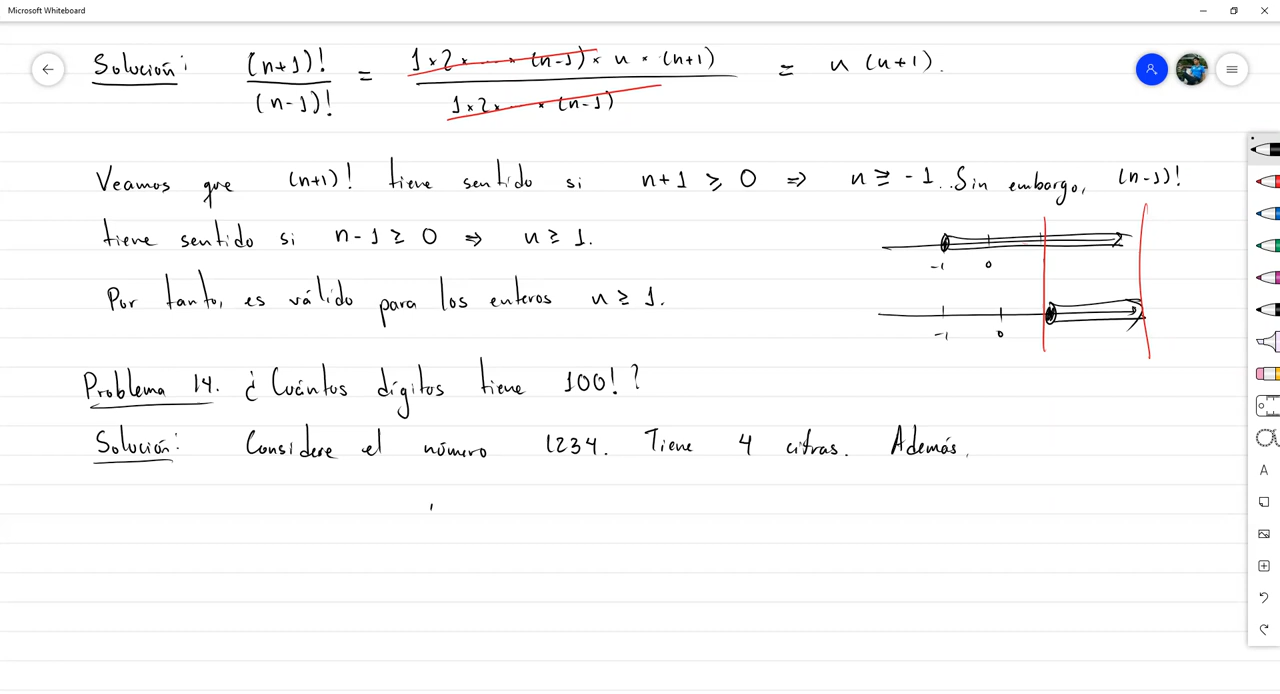 Microsoft Whiteboard
Solución: (n+1)! / (n-1)! = 1×2×...×(n-1)×n×(n+1) / 1×2×...×(n-1) = n(n+1).
Veamos que (n+1)! tiene sentido si n+1 ≥ 0 ⇒ n ≥ -1. Sin embargo, (n-1)!
tiene sentido si n-1 ≥ 0 ⇒ n ≥ 1.
-1 0
Por tanto, es válido para los enteros n ≥ 1.
-1 0
Problema 14. ¿Cuántos dígitos tiene 100!?
Solución: Considere el número 1234. Tiene 4 cifras. Además,
A